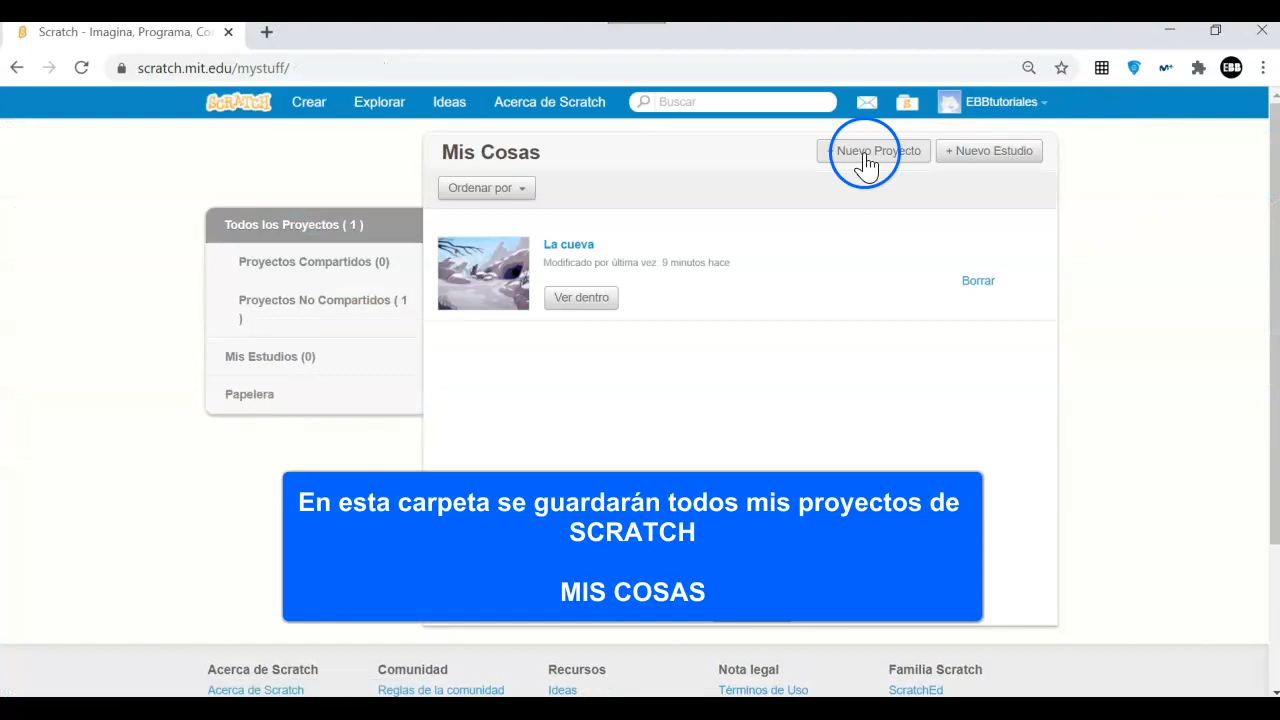 Scratch - Imagina, Programa, Co
scratch.mit.edu/mystuff/
EBB
SCRATCH Crear Explorar Ideas Acerca de Scratch Buscar EBBtutoriales
Mis Cosas
+ Nuevo Proyecto
+ Nuevo Estudio
Ordenar por
Todos los Proyectos ( 1 )
Proyectos Compartidos (0)
Proyectos No Compartidos ( 1
)
Mis Estudios (0)
Papelera
La cueva
Modificado por última vez. 9 minutos hace
Ver dentro
Borrar
En esta carpeta se guardarán todos mis proyectos de
SCRATCH
MIS COSAS
Acerca de Scratch Comunidad Recursos Nota legal Familia Scratch
Acerca de Scratch Reglas de la comunidad Ideas Términos de Uso ScratchEd